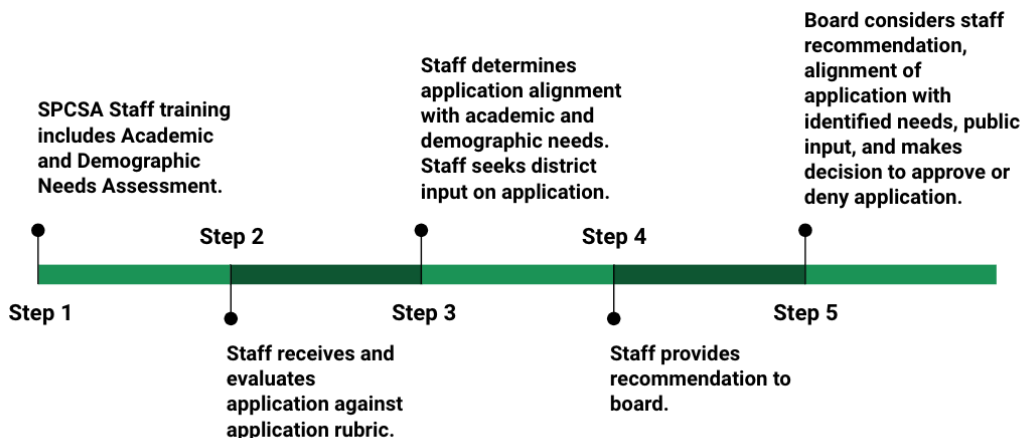 SPCSA Staff training
includes Academic
and Demographic
Needs Assessment.
Step 1
Step 2
Staff receives and
evaluates
application against
application rubric.
Staff determines
application alignment
with academic and
demographic needs.
Staff seeks district
input on application.
Step 3
Step 4
Staff provides
recommendation to
board.
Board considers staff
recommendation,
alignment of
application with
identified needs, public
input, and makes
decision to approve or
deny application.
Step 5